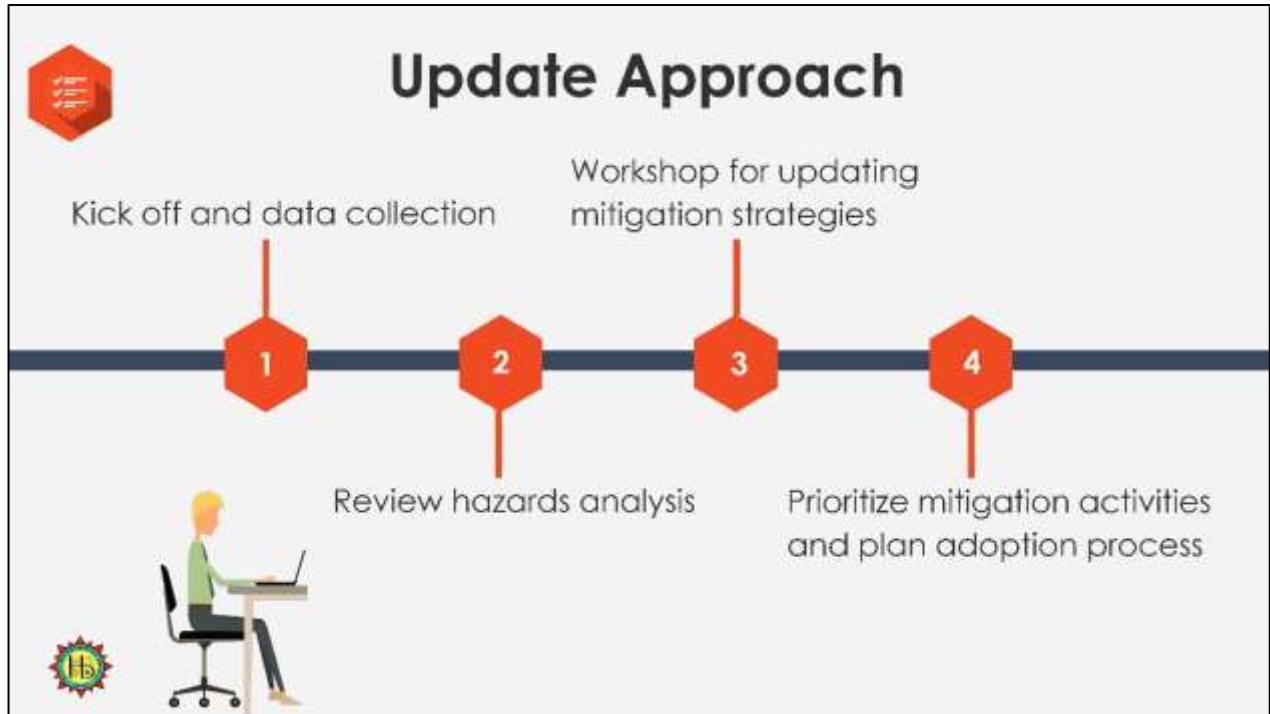 Update Approach
Workshop for updating
mitigation strategies
Kick off and data collection
1
2
3
4
Review hazards analysis
Prioritize mitigation activities
and plan adoption process